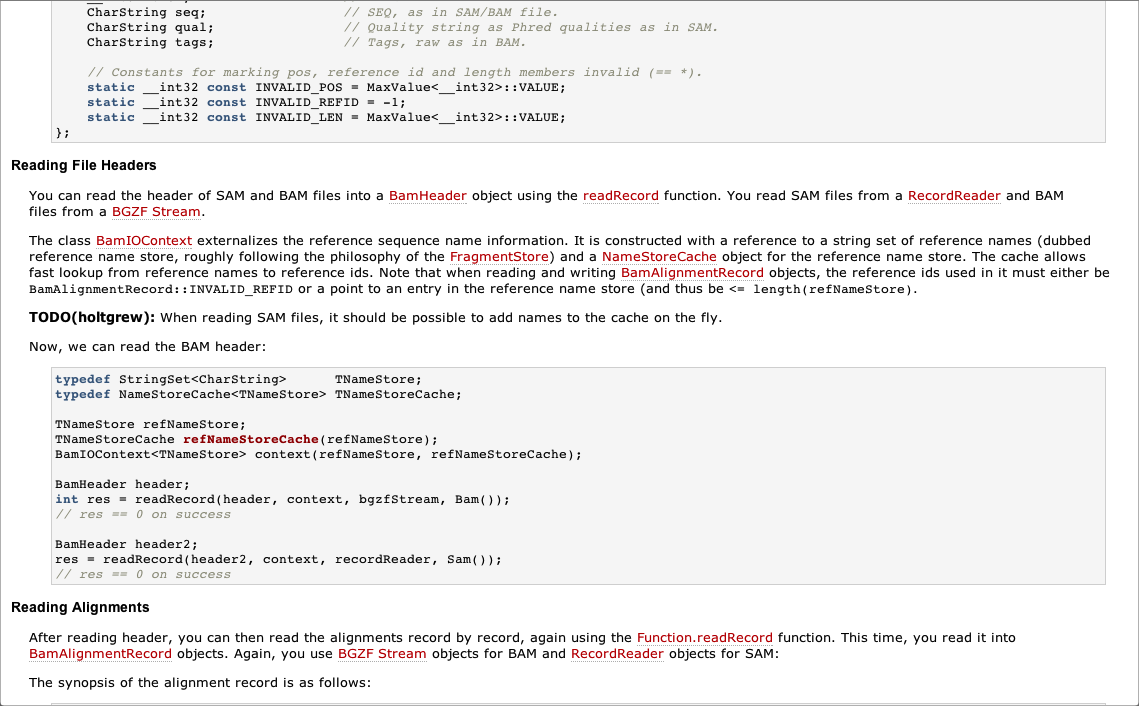 CharString seq;                 // SEQ, as in SAM/BAM file.
CharString qual;                // Quality string as Phred qualities as in SAM.
CharString tags;                // Tags, raw as in BAM.
// Constants for marking pos, reference id and length members invalid (== *).
static __int32 const INVALID_POS = MaxValue<__int32>::VALUE;
static __int32 const INVALID_REFID = -1;
static __int32 const INVALID_LEN = MaxValue<__int32>::VALUE;
};
Reading File Headers
You can read the header of SAM and BAM files into a BamHeader object using the readRecord function. You read SAM files from a RecordReader and BAM
files from a BGZF Stream.
The class BamIOContext externalizes the reference sequence name information. It is constructed with a reference to a string set of reference names (dubbed
reference name store, roughly following the philosophy of the FragmentStore) and a NameStoreCache object for the reference name store. The cache allows
fast lookup from reference names to reference ids. Note that when reading and writing BamAlignmentRecord objects, the reference ids used in it must either be
BamAlignmentRecord::INVALID_REFID or a point to an entry in the reference name store (and thus be <= length(refNameStore).
TODO(holtgrew): When reading SAM files, it should be possible to add names to the cache on the fly.
Now, we can read the BAM header:
typedef StringSet<CharString>      TNameStore;
typedef NameStoreCache<TNameStore> TNameStoreCache;
TNameStore refNameStore;
TNameStoreCache refNameStoreCache(refNameStore);
BamIOContext<TNameStore> context(refNameStore, refNameStoreCache);
BamHeader header;
int res = readRecord(header, context, bgzfStream, Bam());
// res == 0 on success
BamHeader header2;
res = readRecord(header2, context, recordReader, Sam());
// res == 0 on success
Reading Alignments
After reading header, you can then read the alignments record by record, again using the Function.readRecord function. This time, you read it into
BamAlignmentRecord objects. Again, you use BGZF Stream objects for BAM and RecordReader objects for SAM:
The synopsis of the alignment record is as follows: